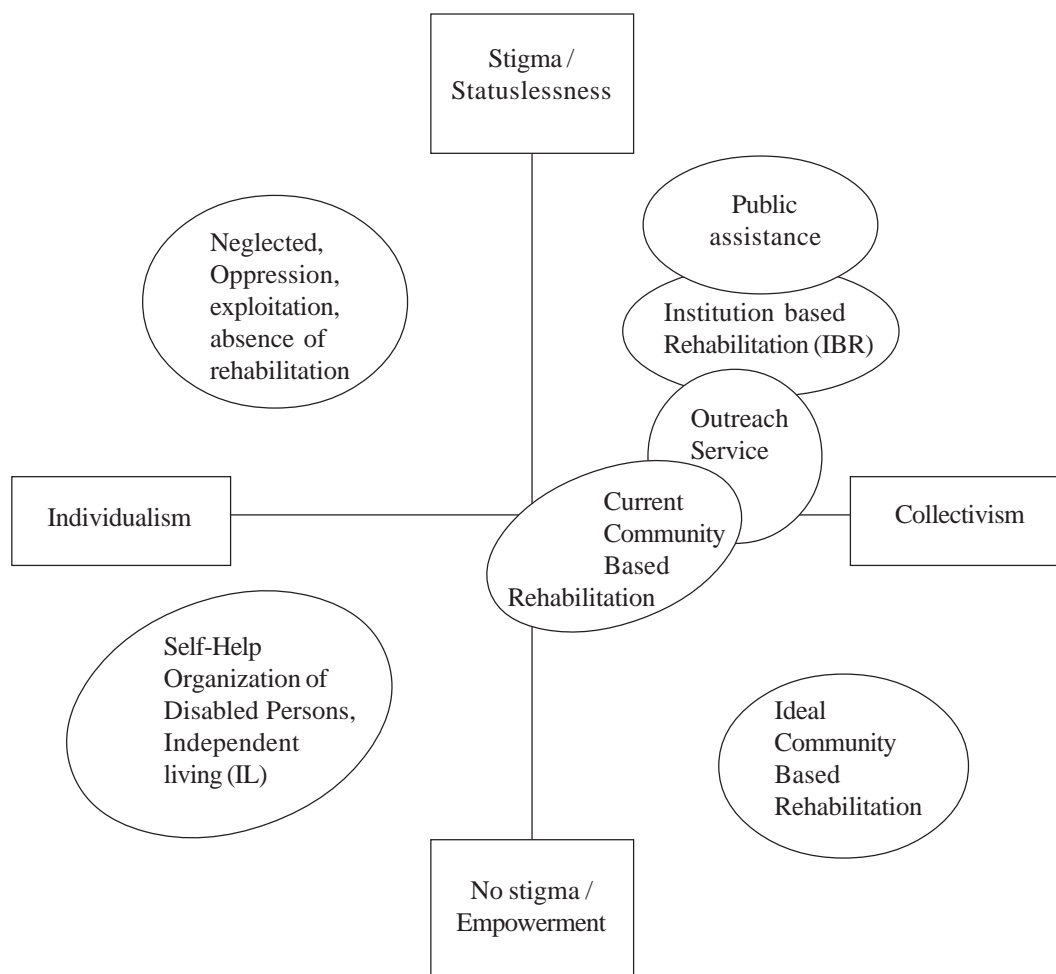 Stigma /
Statuslessness
Public
assistance
Neglected,
Oppression,
exploitation,
absence of
rehabilitation
Institution based
Rehabilitation (IBR)
Outreach
Service
Individualism
Current
Community
Based
Rehabilitation
Collectivism
Self-Help
Organization of
Disabled Persons,
Independent
living (IL)
Ideal
Community
Based
Rehabilitation
No stigma /
Empowerment